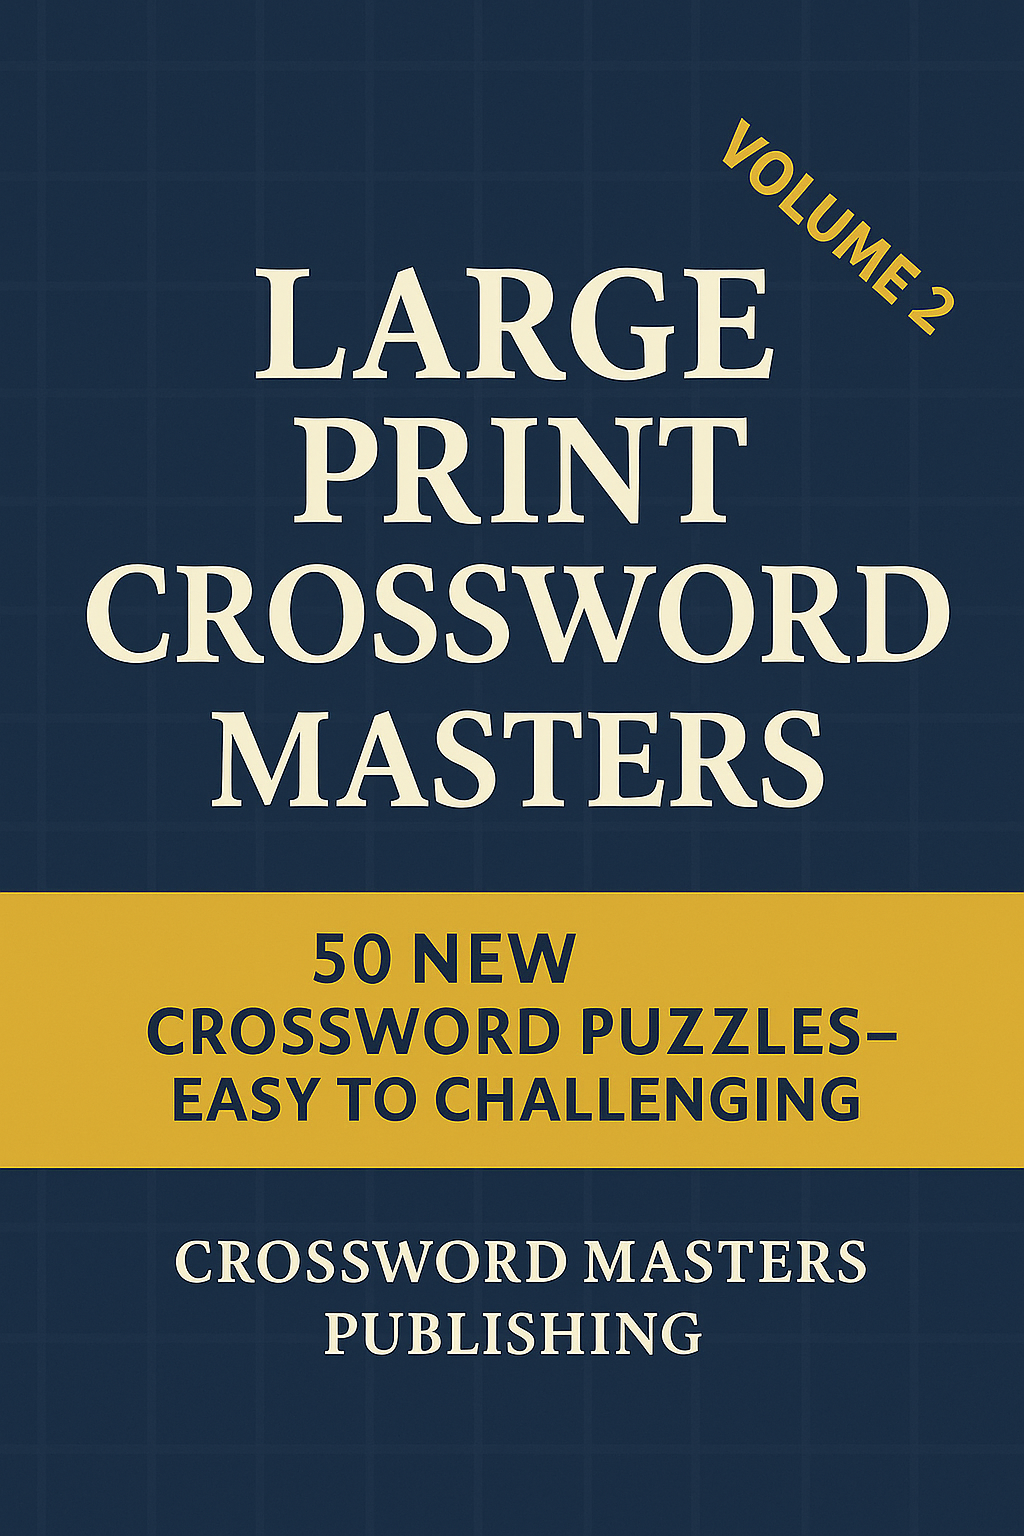 VOLUME 2
LARGE
PRINT
CROSSWORD
MASTERS
50 NEW
CROSSWORD PUZZLES–
EASY TO CHALLENGING
CROSSWORD MASTERS
PUBLISHING